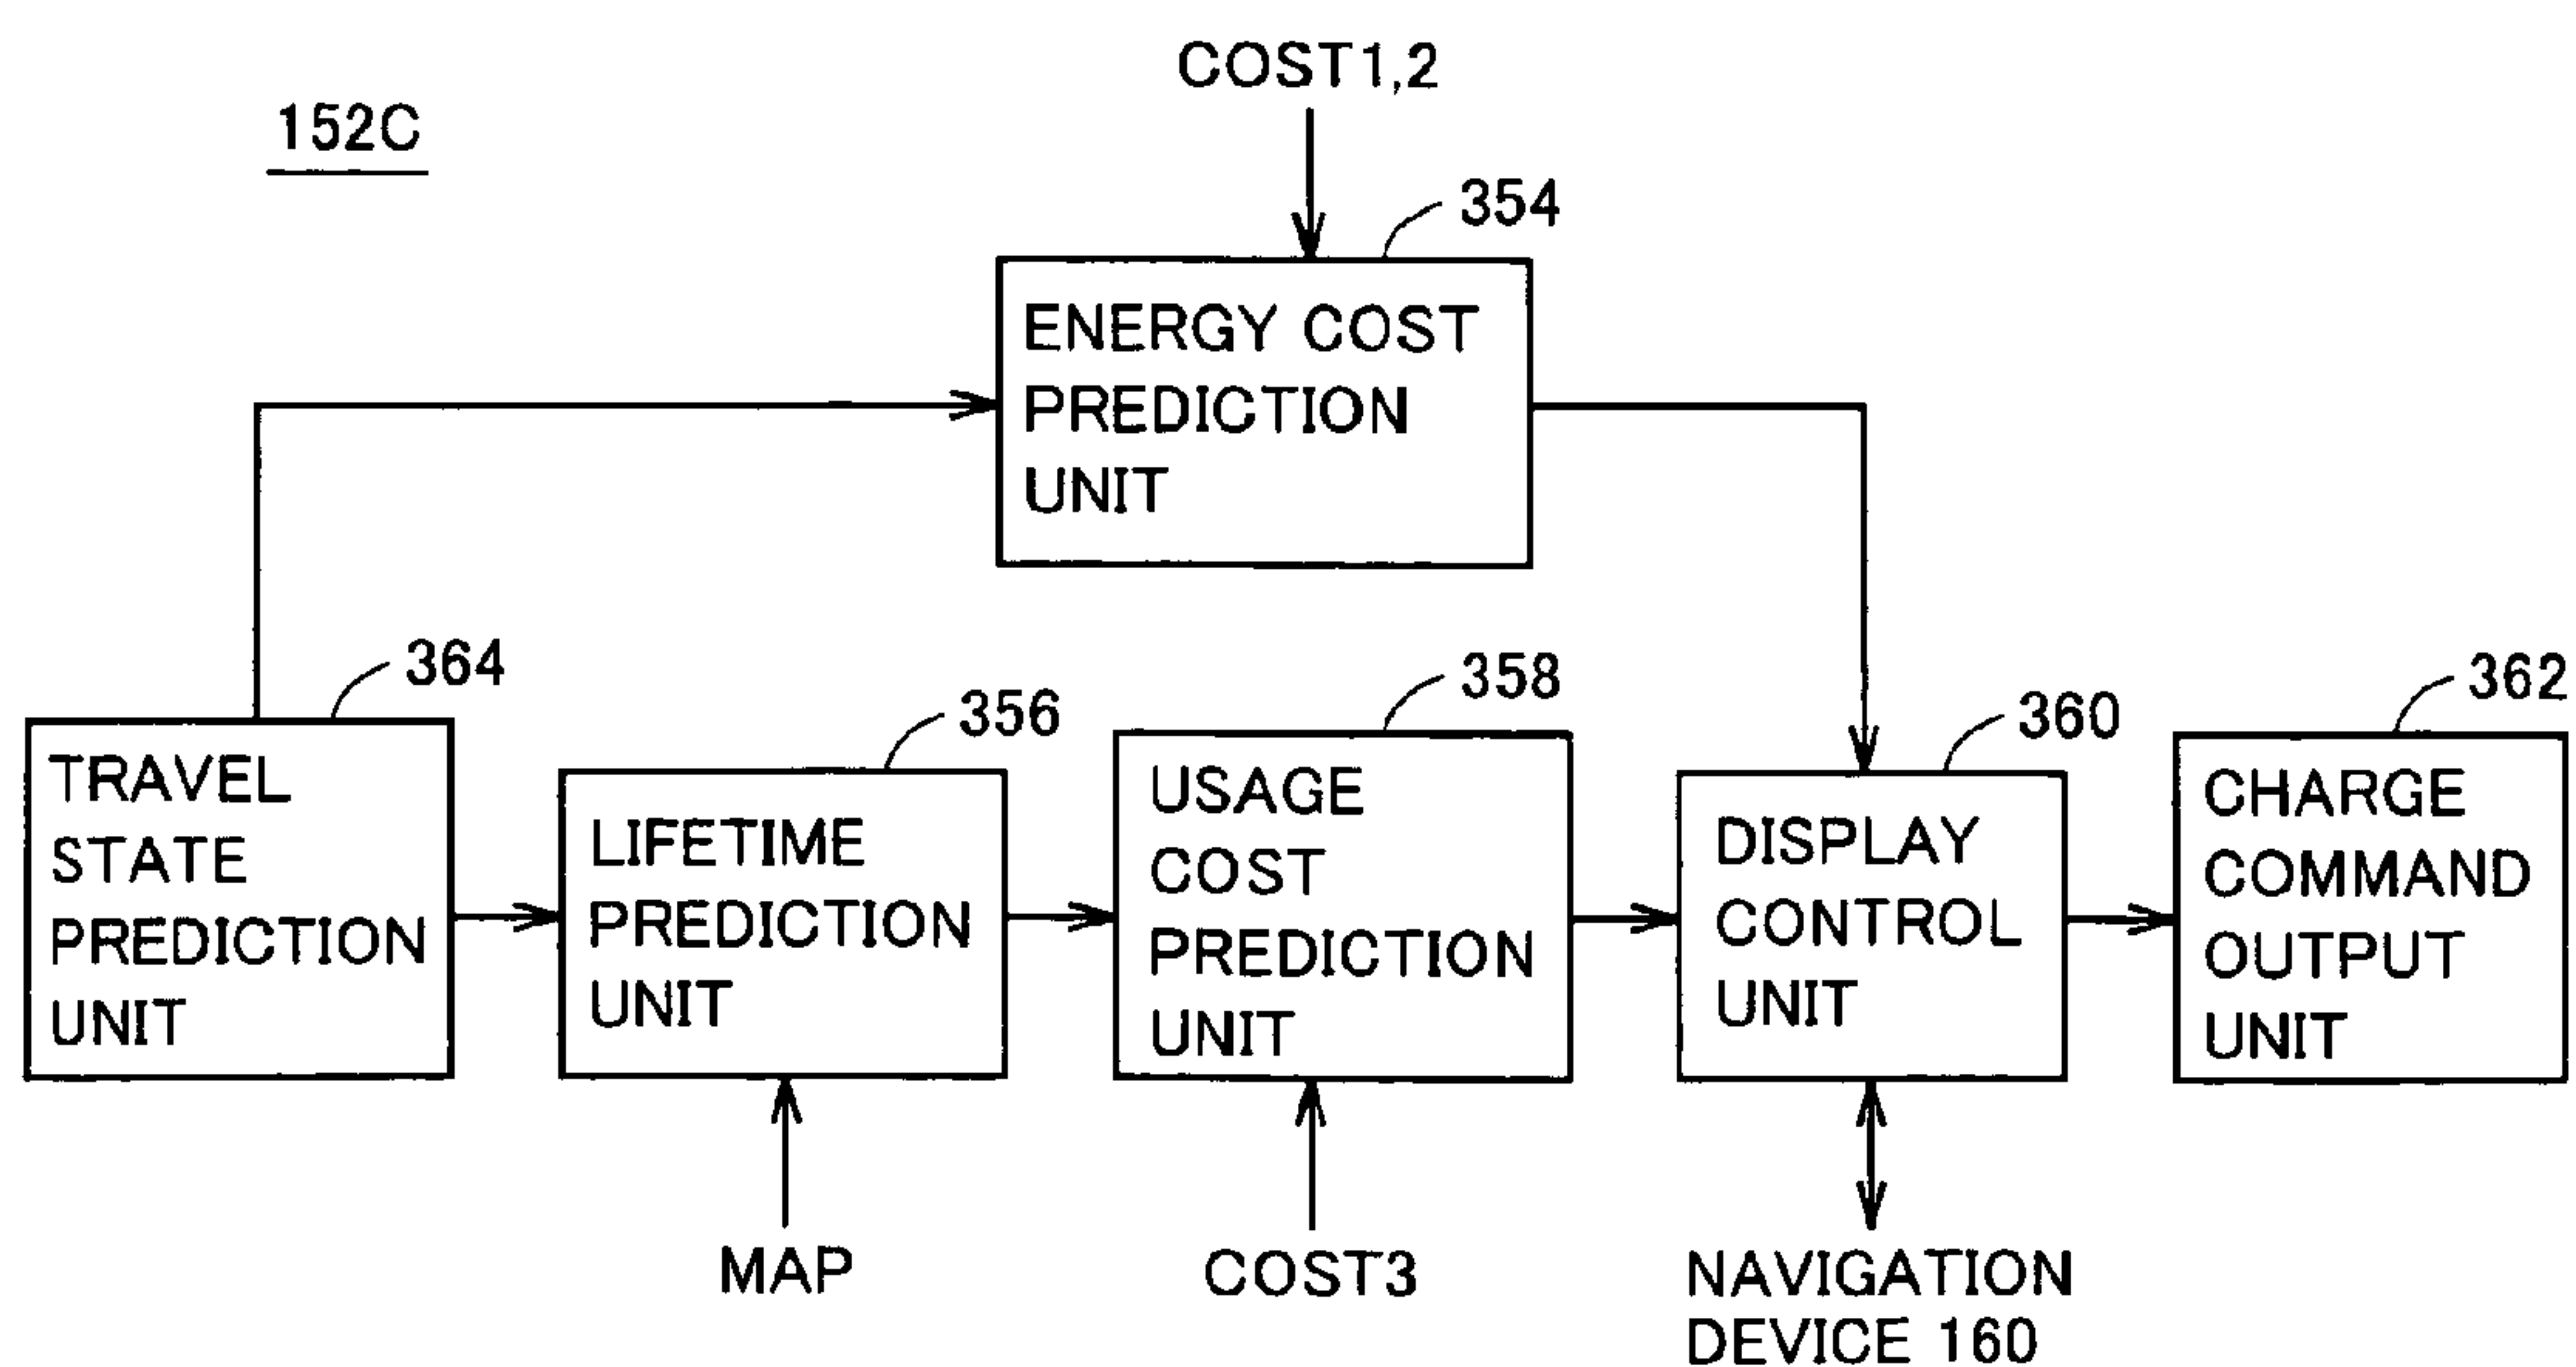 COST1,2
152C
354
ENERGY COST
PREDICTION
UNIT
364
TRAVEL
STATE
PREDICTION
UNIT
356
LIFETIME
PREDICTION
UNIT
MAP
358
USAGE
COST
PREDICTION
UNIT
COST3
360
DISPLAY
CONTROL
UNIT
NAVIGATION
DEVICE 160
362
CHARGE
COMMAND
OUTPUT
UNIT